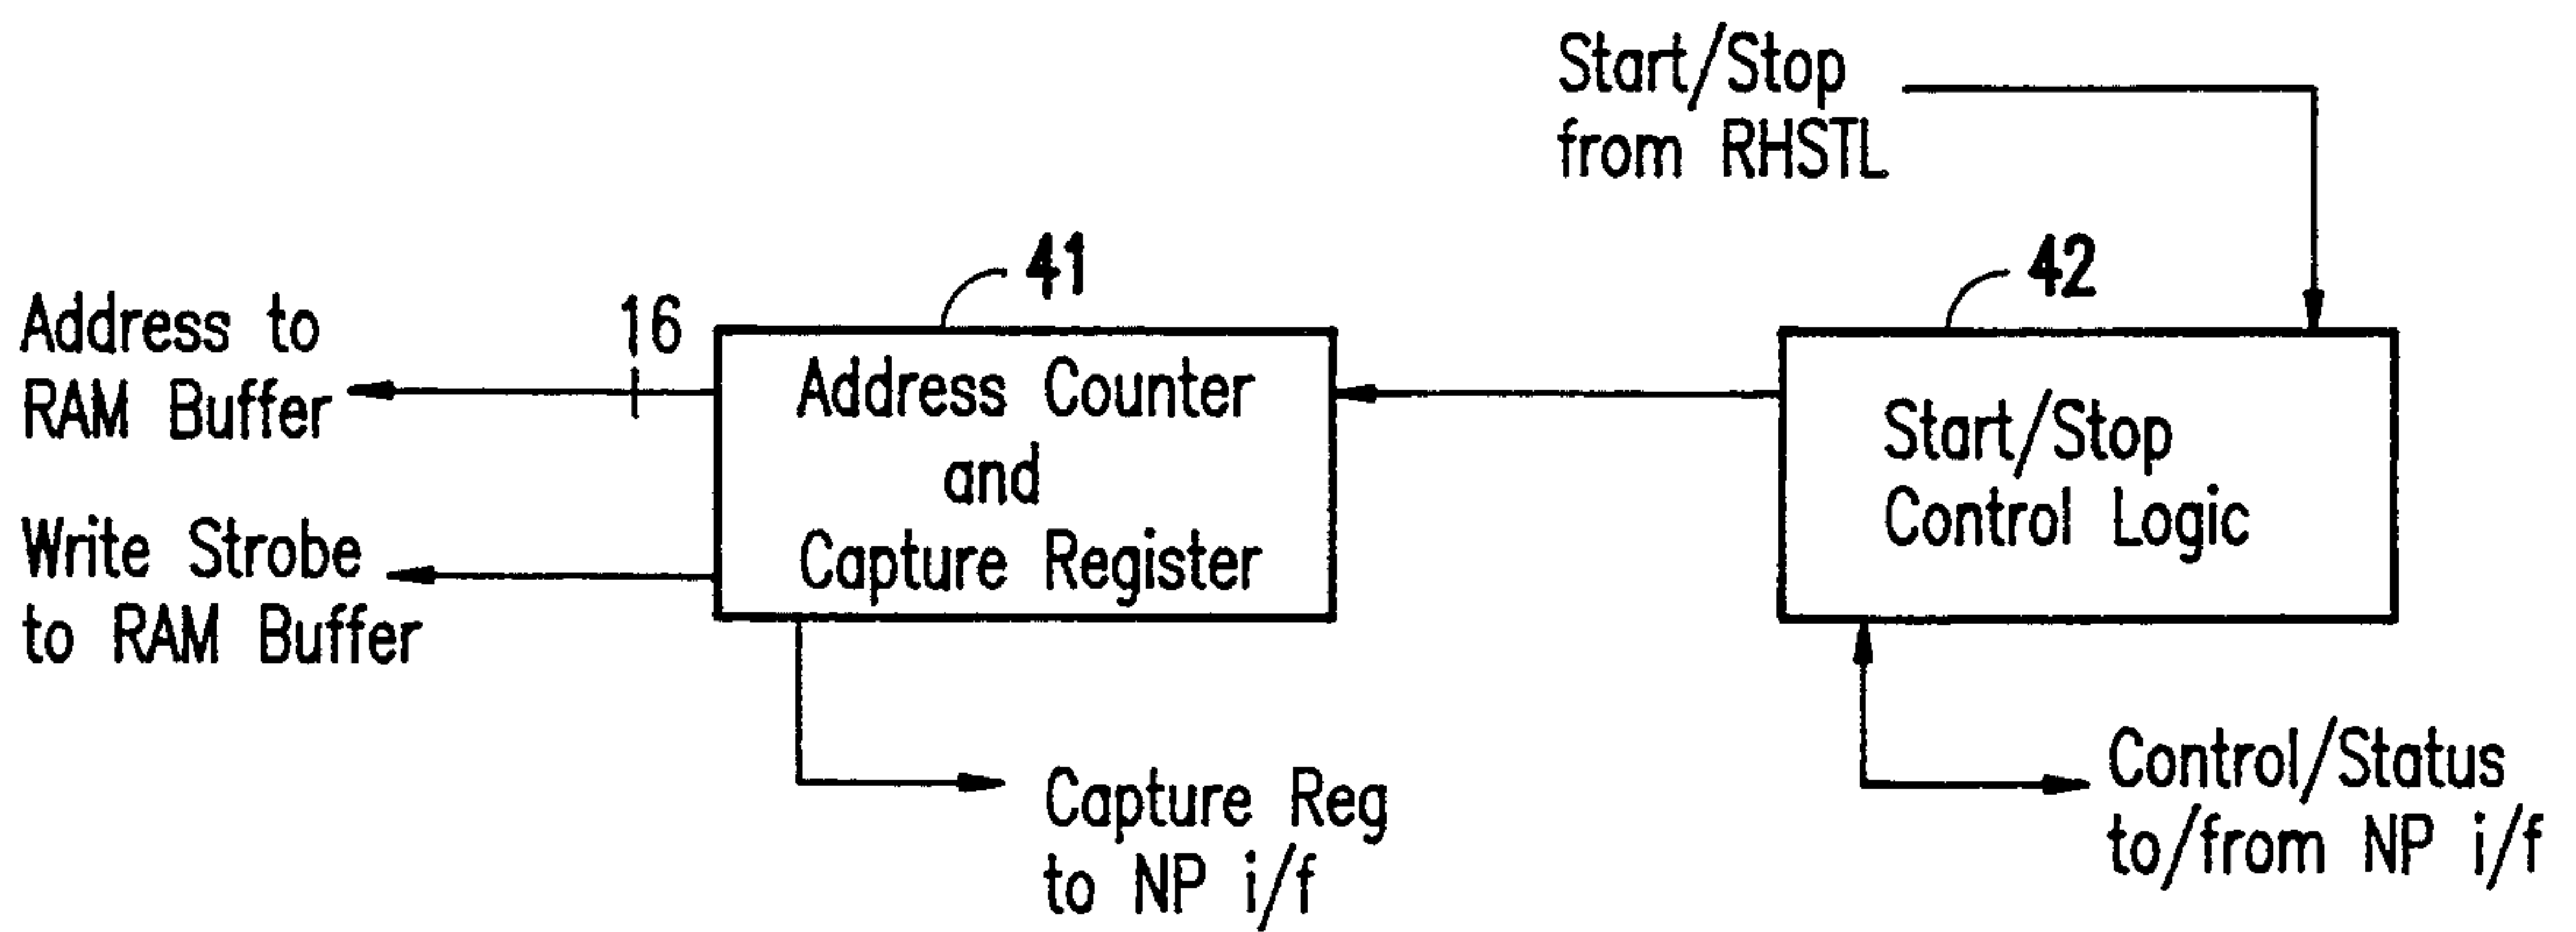 Start/Stop
from RHSTL
41
42
16
Address to
RAM Buffer
Write Strobe
to RAM Buffer
Address Counter
and
Capture Register
Start/Stop
Control Logic
Capture Reg
to NP i/f
Control/Status
to/from NP i/f